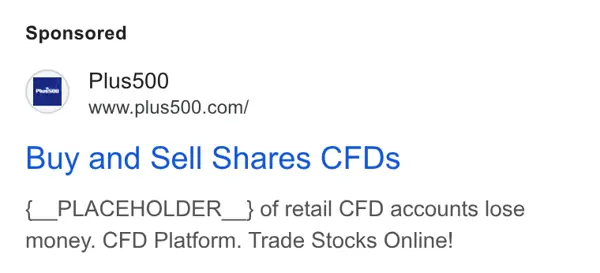 Sponsored
Plus500
Plus500
www.plus500.com/
Buy and Sell Shares CFDs
{__PLACEHOLDER__} of retail CFD accounts lose
money. CFD Platform. Trade Stocks Online!